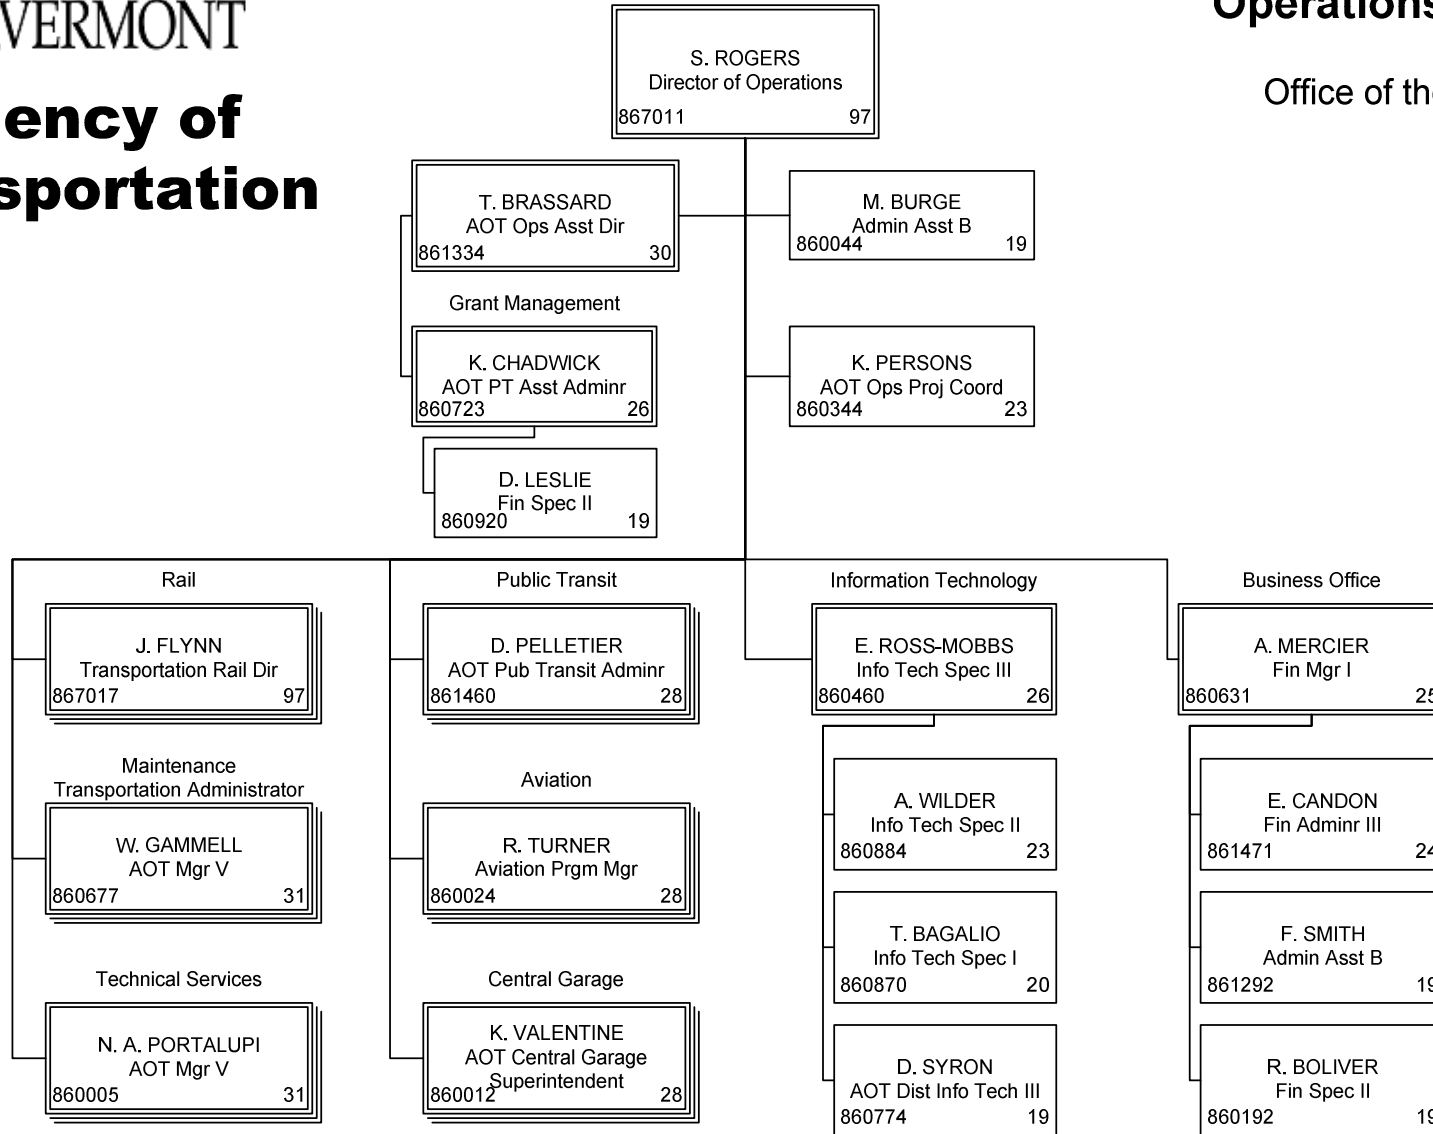 VERMONT
ency of
sportation
Operations
Office of the
S. ROGERS
Director of Operations
867011 97
T. BRASSARD
AOT Ops Asst Dir
861334 30
M. BURGE
Admin Asst B
860044 19
Grant Management
K. CHADWICK
AOT PT Asst Adminr
860723 26
K. PERSONS
AOT Ops Proj Coord
860344 23
D. LESLIE
Fin Spec II
860920 19
Rail
J. FLYNN
Transportation Rail Dir
867017 97
Maintenance
Transportation Administrator
W. GAMMELL
AOT Mgr V
860677 31
Technical Services
N. A. PORTALUPI
AOT Mgr V
860005 31
Public Transit
D. PELLETIER
AOT Pub Transit Adminr
861460 28
Aviation
R. TURNER
Aviation Prgm Mgr
860024 28
Central Garage
K. VALENTINE
AOT Central Garage
Superintendent
860012 28
Information Technology
E. ROSS-MOBBS
Info Tech Spec III
860460 26
A. WILDER
Info Tech Spec II
860884 23
T. BAGALIO
Info Tech Spec I
860870 20
D. SYRON
AOT Dist Info Tech III
860774 19
Business Office
A. MERCIER
Fin Mgr I
860631 25
E. CANDON
Fin Adminr III
861471 24
F. SMITH
Admin Asst B
861292 19
R. BOLIVER
Fin Spec II
860192 19